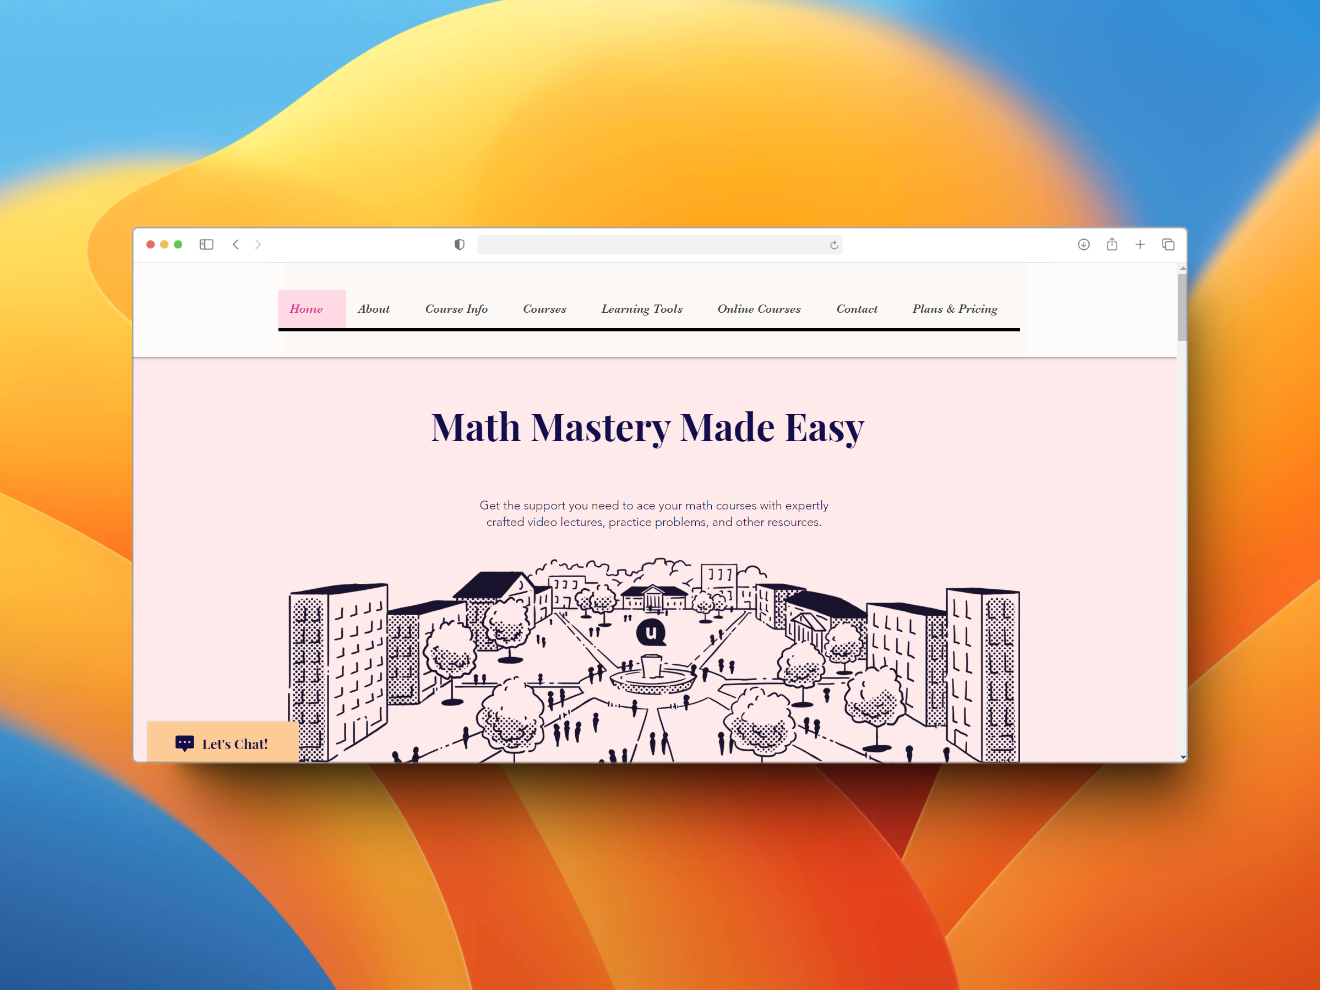 Home About Course Info Courses Learning Tools Online Courses Contact Plans & Pricing
Math Mastery Made Easy
Get the support you need to ace your math courses with expertly
crafted video lectures, practice problems, and other resources.
u
Let's Chat!